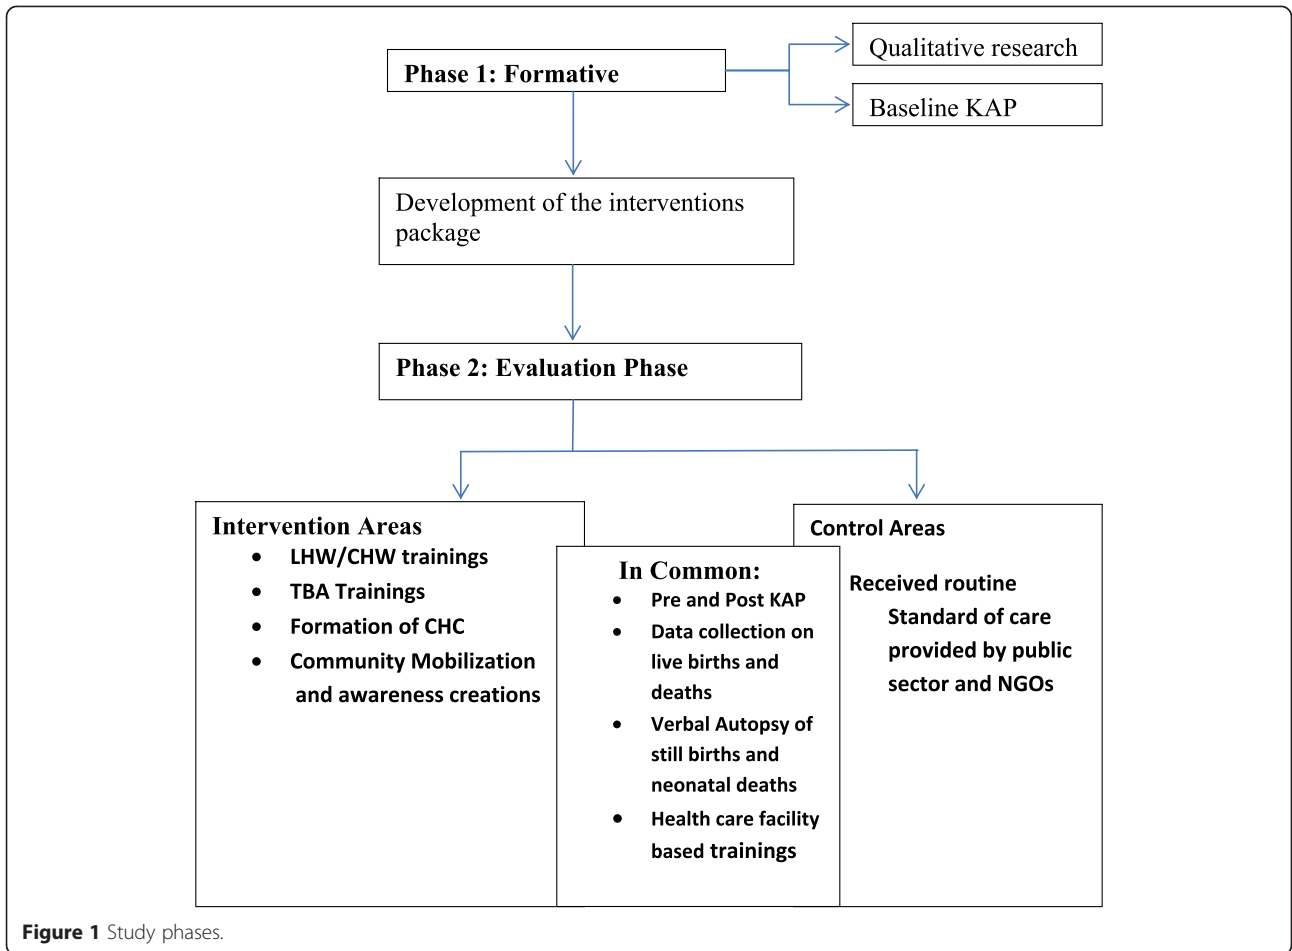 Phase 1: Formative
Qualitative research
Baseline KAP
Development of the interventions
package
Phase 2: Evaluation Phase
Intervention Areas
• LHW/CHW trainings
• TBA Trainings
• Formation of CHC
• Community Mobilization
and awareness creations
In Common:
• Pre and Post KAP
• Data collection on
live births and
deaths
• Verbal Autopsy of
still births and
neonatal deaths
• Health care facility
based trainings
Control Areas
Received routine
Standard of care
provided by public
sector and NGOs
Figure 1 Study phases.